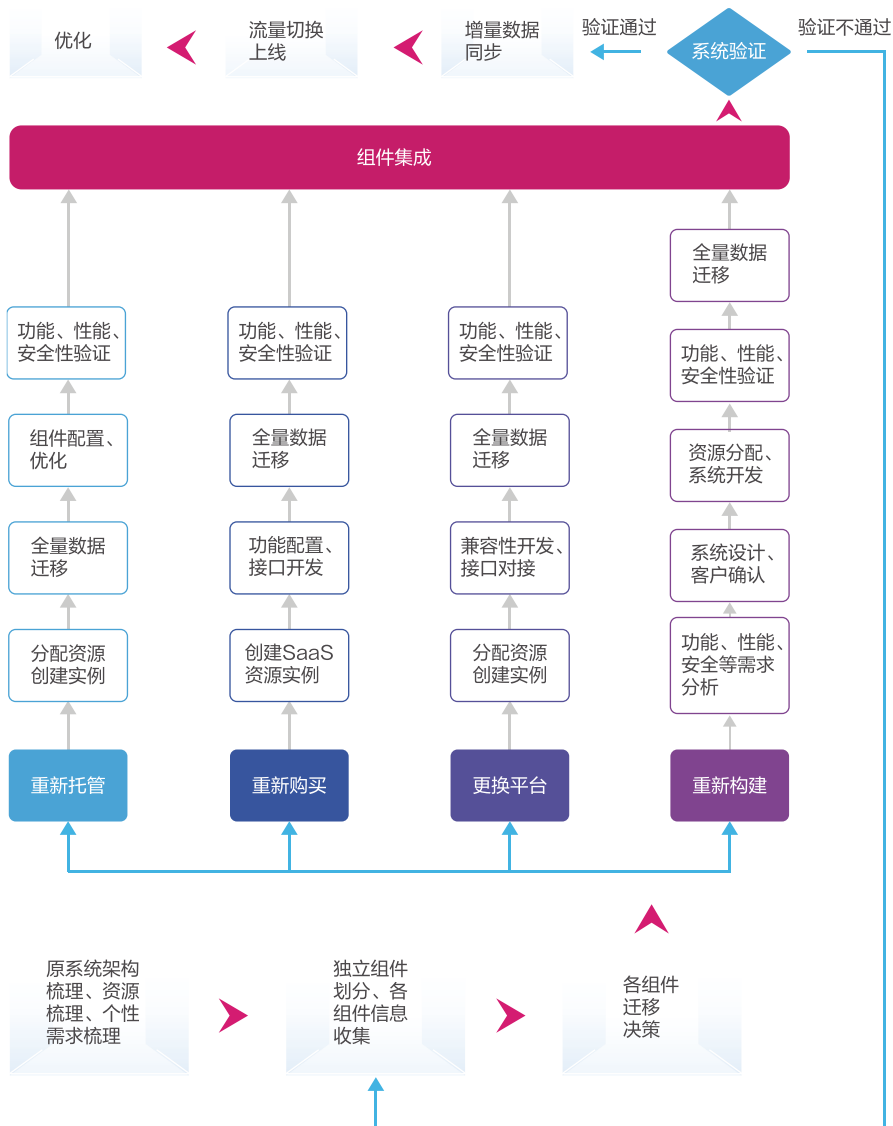 优化
流量切换
上线
增量数据
同步
验证通过
系统验证
验证不通过
组件集成
功能、性能、
安全性验证
组件配置、
优化
全量数据
迁移
分配资源
创建实例
重新托管
功能、性能、
安全性验证
全量数据
迁移
功能配置、
接口开发
创建SaaS
资源实例
重新购买
功能、性能、
安全性验证
全量数据
迁移
兼容性开发、
接口对接
分配资源
创建实例
更换平台
全量数据
迁移
功能、性能、
安全性验证
资源分配、
系统开发
系统设计、
客户确认
功能、性能、
安全等需求
分析
重新构建
原系统架构
梳理、资源
梳理、个性
需求梳理
独立组件
划分、各
组件信息
收集
各组件
迁移
决策